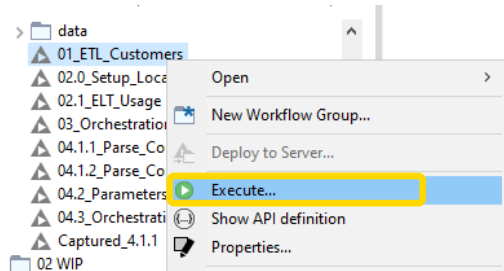 data
01_ETL_Customers
02.0_Setup_Loca
Open
02.1_ELT_Usage
New Workflow Group...
03_Orchestration
04.1.1_Parse_Co
Deploy to Server...
04.1.2_Parse_Co
04.2_Parameters
Execute...
04.3_Orchestrati
Show API definition
Captured_4.1.1
Properties...
02 WIP